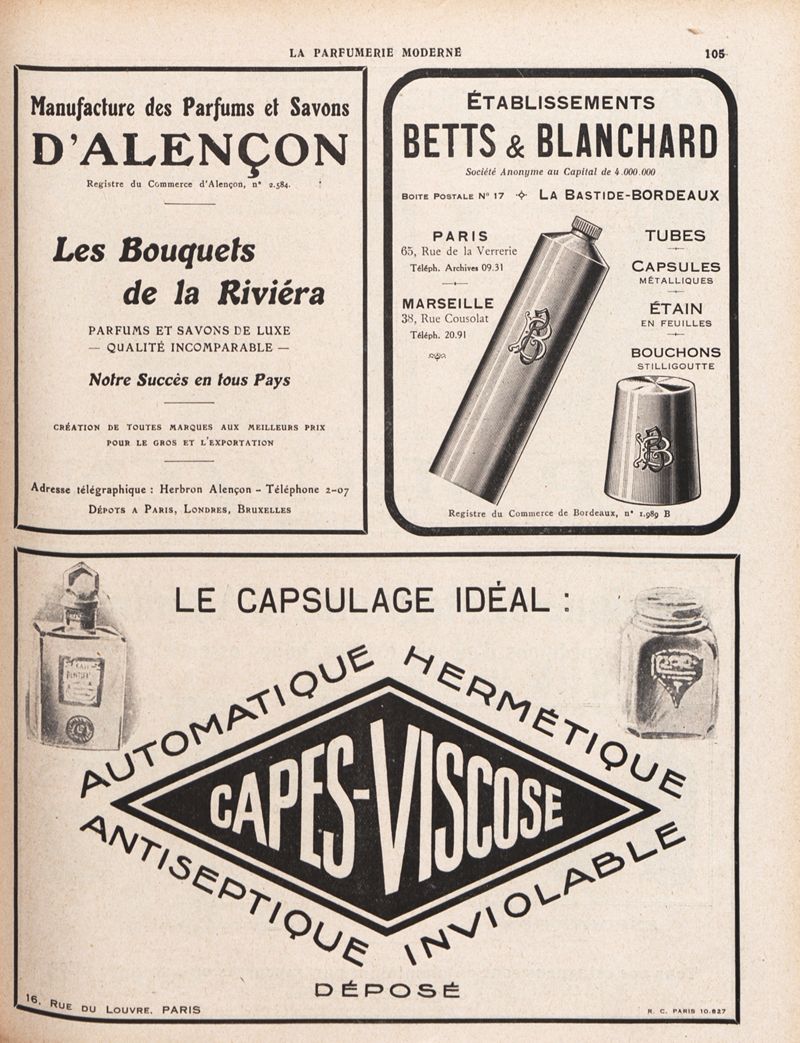 LA PARFUMERIE MODERNE
105
Manufacture des Parfums et Savons
D'ALENÇON
Registre du Commerce d'Alençon, n° 2.584.
Les Bouquets
de la Riviéra
PARFUMS ET SAVONS DE LUXE
— QUALITÉ INCOMPARABLE —
Notre Succès en tous Pays
CRÉATION DE TOUTES MARQUES AUX MEILLEURS PRIX
POUR LE GROS ET L'EXPORTATION
Adresse télégraphique : Herbron Alençon - Téléphone 2-07
DÉPOTS A PARIS, LONDRES, BRUXELLES
ÉTABLISSEMENTS
BETTS & BLANCHARD
Société Anonyme au Capital de 4.000.000
BOITE POSTALE N° 17 LA BASTIDE-BORDEAUX
PARIS
65, Rue de la Verrerie
Téléph. Archives 09.31
MARSEILLE
38, Rue Cousolat
Téléph. 20.91
TUBES
CAPSULES
MÉTALLIQUES
ÉTAIN
EN FEUILLES
BOUCHONS
STILLIGOUTTE
BB
BB
Registre du Commerce de Bordeaux, n° 1.989 B
LE CAPSULAGE IDÉAL :
AUTOMATIQUE HERMÉTIQUE
CAPES-VISCOSE
ANTISEPTIQUE INVIOLABLE
DÉPOSÉ
16, RUE DU LOUVRE. PARIS
R. C. PARIS 10.827